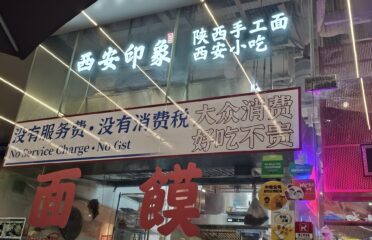 西安印象
陕西手工面
西安小吃
没有服务费·没有消费税
No Service Charge · No Gst
大众消费
好吃不贵
面 馍